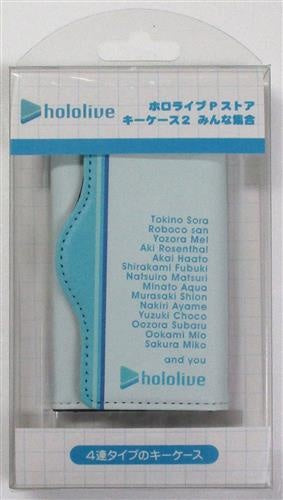 hololive
ホロライブPストア
キーケース2 みんな集合
Tokino Sora
Roboco san
Yozora Mel
Aki Rosenthal
Akai Haato
Shirakami Fubuki
Natsuiro Matsuri
Minato Aqua
Murasaki Shion
Nakiri Ayame
Yuzuki Choco
Oozora Subaru
Ookami Mio
Sakura Miko
and you
hololive
4連タイプのキーケース